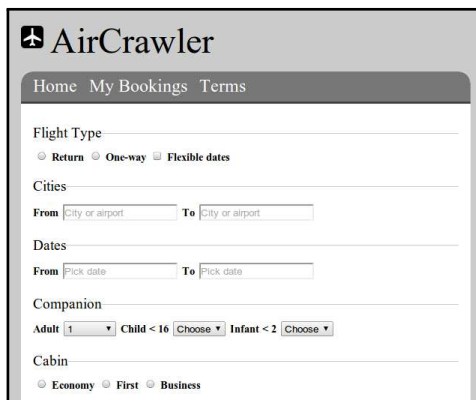 AirCrawler
Home My Bookings Terms
Flight Type
Return One-way Flexible dates
Cities
From City or airport To City or airport
Dates
From Pick date To Pick date
Companion
Adult 1 Child < 16 Choose Infant < 2 Choose
Cabin
Economy First Business